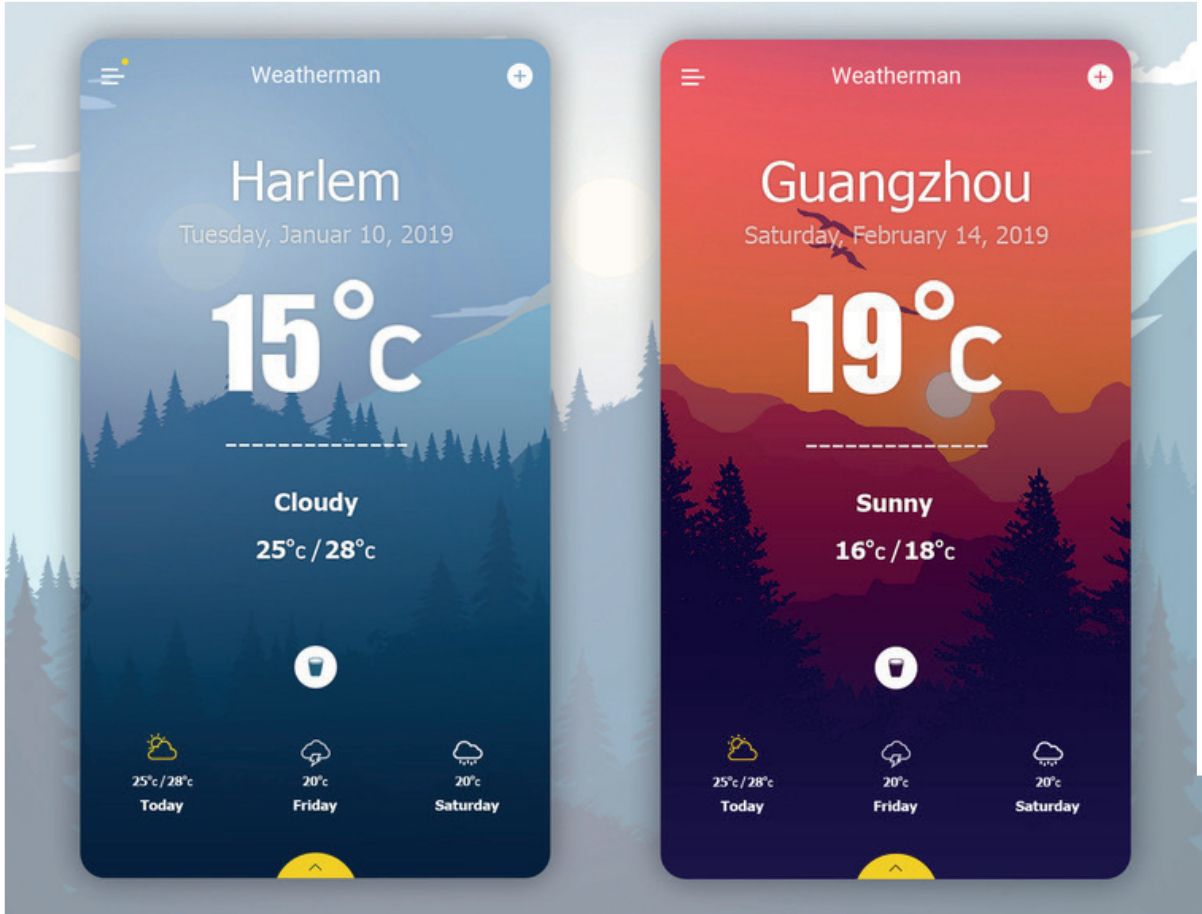 Weatherman
Harlem
Tuesday, Januar 10, 2019
15°C
Cloudy
25°c / 28°c
25°c / 28°c
Today
20°c
Friday
20°c
Saturday
Weatherman
Guangzhou
Saturday, February 14, 2019
19°C
Sunny
16°c / 18°c
25°c / 28°c
Today
20°c
Friday
20°c
Saturday